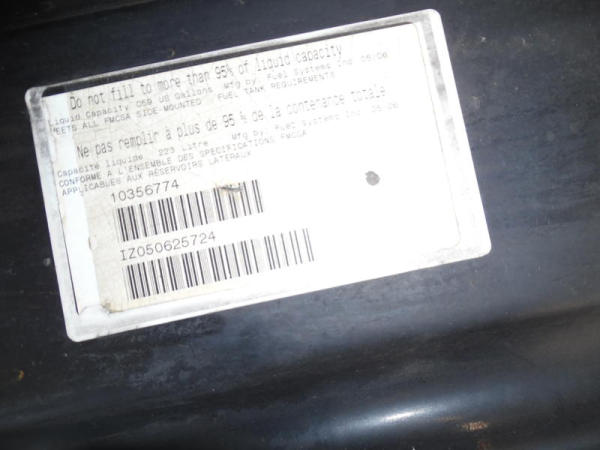 Do not fill to more than 95% of liquid capacity
Liquid Capacity 059 US Gallons Mfg by. Fuel Systems Inc 05/06
MEETS ALL FMCSA SIDE-MOUNTED FUEL TANK REQUIREMENTS
Ne pas remplir à plus de 95 % de la contenance totale
Capacité liquide 223 Litre Mfg by. Fuel Systems Inc 05/06
CONFORME A L'ENSEMBLE DES SPECIFICATIONS FMCSA
APPLICABLES AUX RESERVOIRE LATERAUX
10356774
IZ050625724